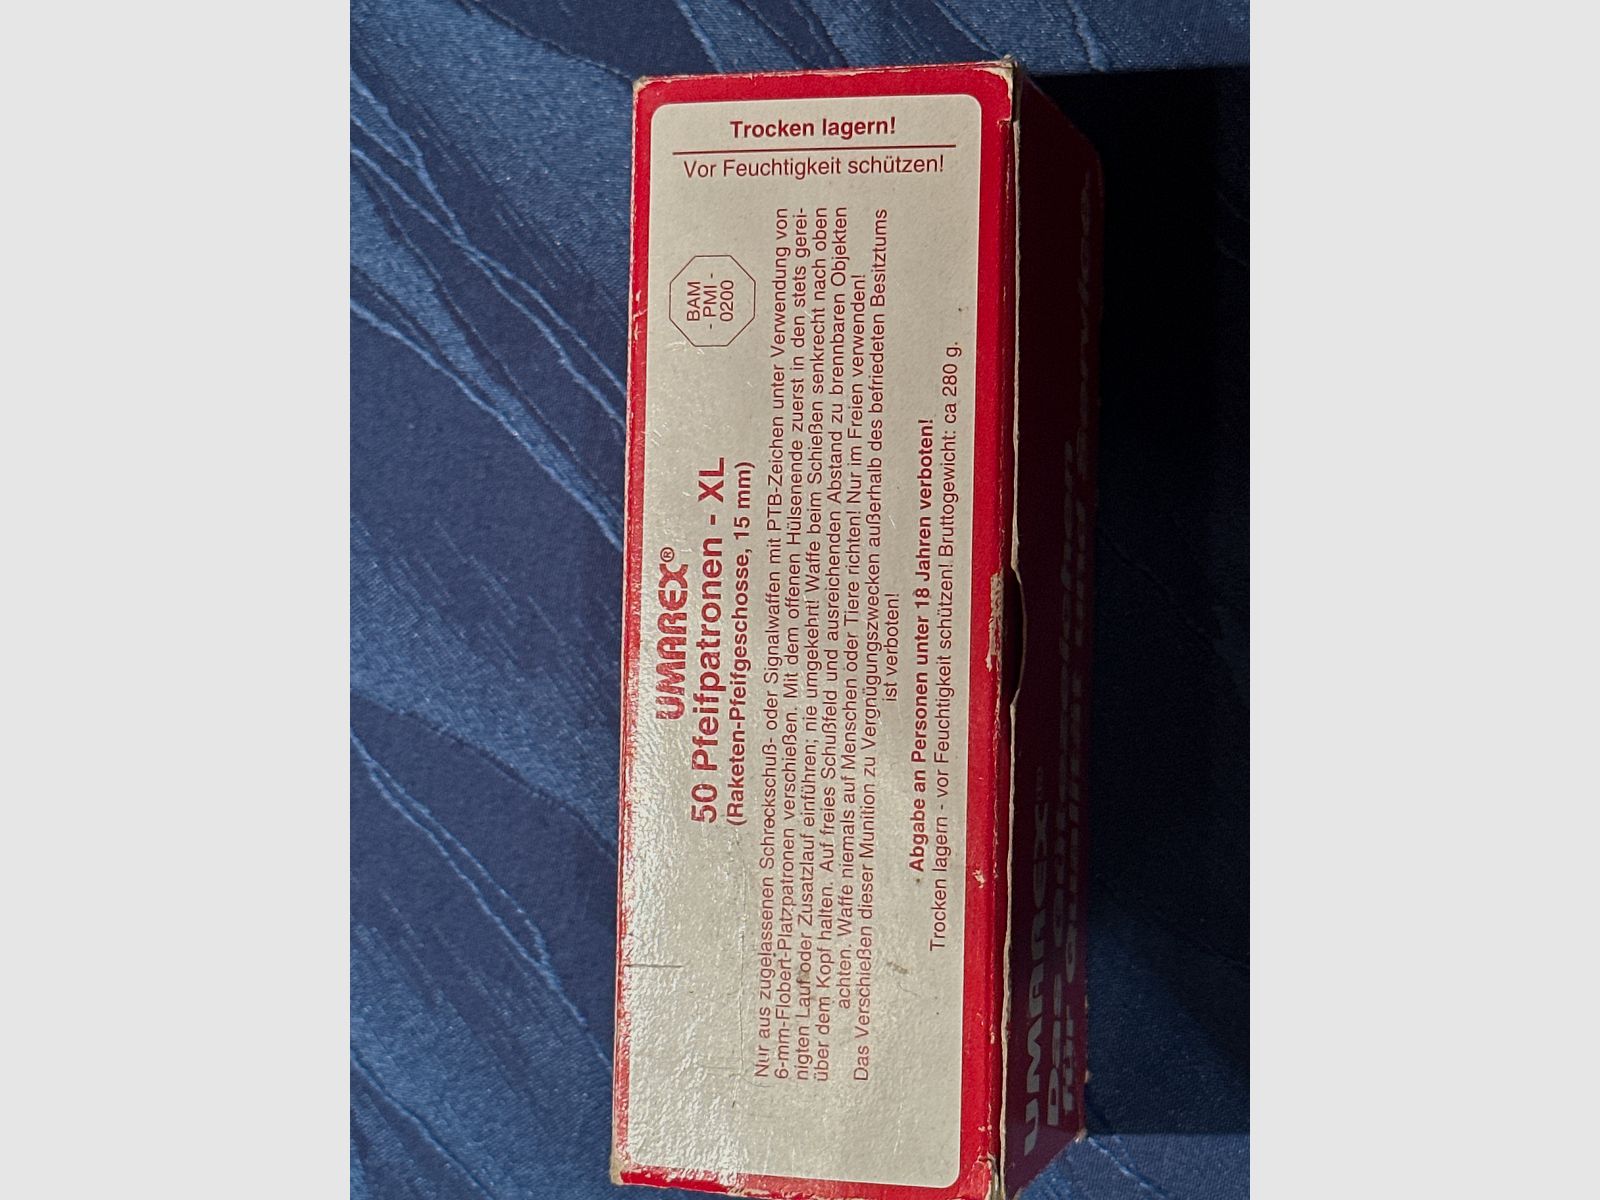 Trocken lagern!
Vor Feuchtigkeit schützen!
UMAREX®
50 Pfeifpatronen - XL
(Raketen-Pfeifgeschosse, 15 mm)
BAM
- PMI -
0200
Nur aus zugelassenen Schreckschuß- oder Signalwaffen mit PTB-Zeichen unter Verwendung von
6-mm-Flobert-Platzpatronen verschießen. Mit dem offenen Hülsenende zuerst in den stets gerei-
nigten Lauf oder Zusatzlauf einführen; nie umgekehrt! Waffe beim Schießen senkrecht nach oben
über dem Kopf halten. Auf freies Schußfeld und ausreichenden Abstand zu brennbaren Objekten
achten. Waffe niemals auf Menschen oder Tiere richten! Nur im Freien verwenden!
Das Verschießen dieser Munition zu Vergnügungszwecken außerhalb des befriedeten Besitztums
ist verboten!
Abgabe an Personen unter 18 Jahren verboten!
Trocken lagern - vor Feuchtigkeit schützen! Bruttogewicht: ca 280 g.
UMAREX
Das
für